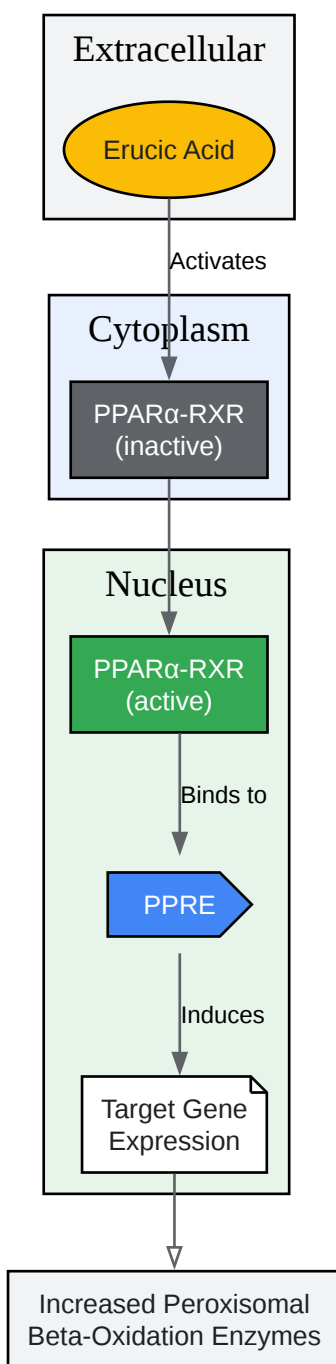 Extracellular
Erucic Acid
Activates
Cytoplasm
PPARα-RXR
(inactive)
Nucleus
PPARα-RXR
(active)
Binds to
PPRE
Induces
Target Gene
Expression
Increased Peroxisomal
Beta-Oxidation Enzymes